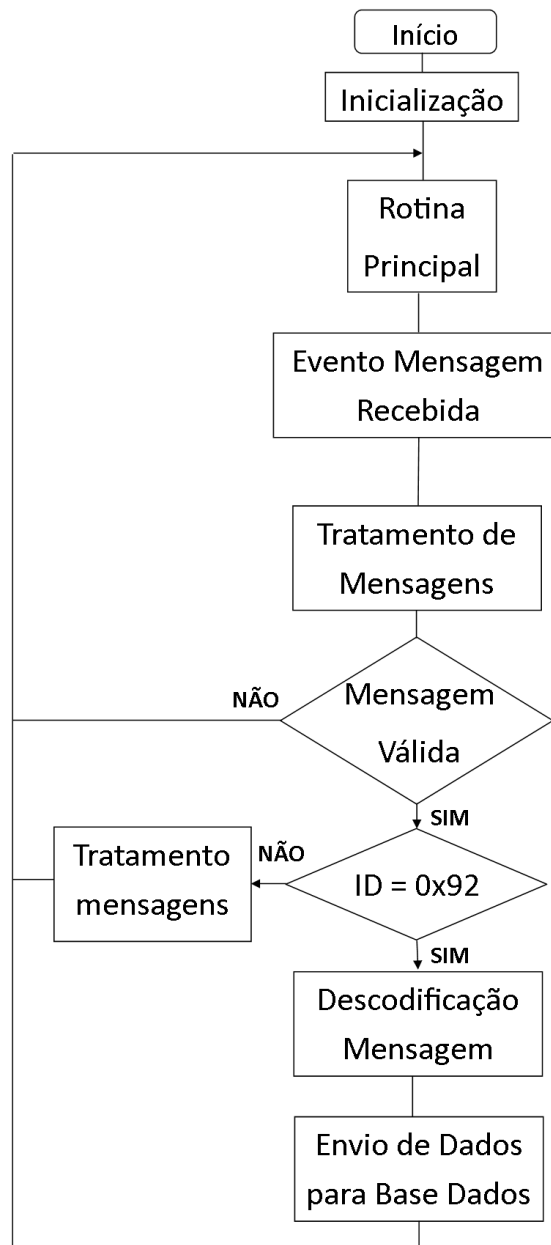 Início
Inicialização
Rotina
Principal
Evento Mensagem
Recebida
Tratamento de
Mensagens
NÃO
Mensagem
Válida
SIM
Tratamento
mensagens
NÃO
ID = 0x92
SIM
Descodificação
Mensagem
Envio de Dados
para Base Dados